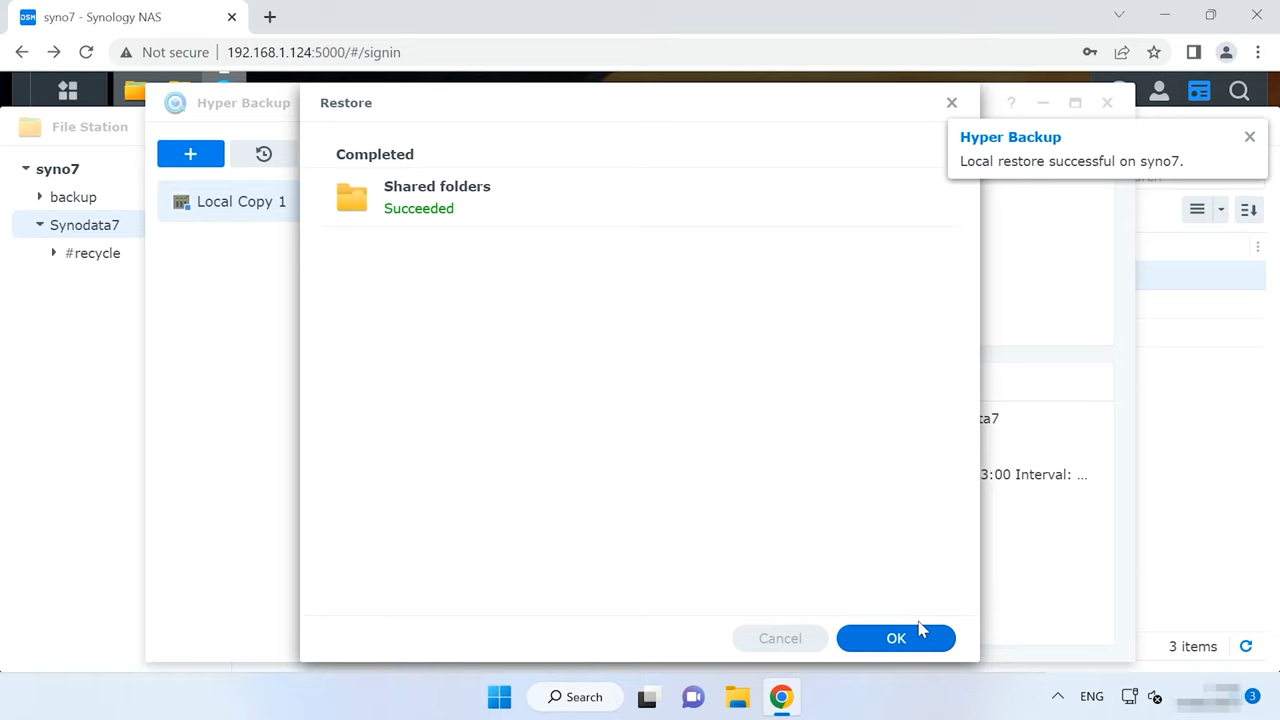 syno7 - Synology NAS
Not secure
192.168.1.124:5000/#/signin
File Station
syno7
backup
Synodata7
#recycle
Hyper Backup
Local Copy 1
Restore
Completed
Shared folders
Succeeded
Hyper Backup
Local restore successful on syno7.
ta7
3:00 Interval: ...
Cancel
OK
3 items
Search
ENG
3